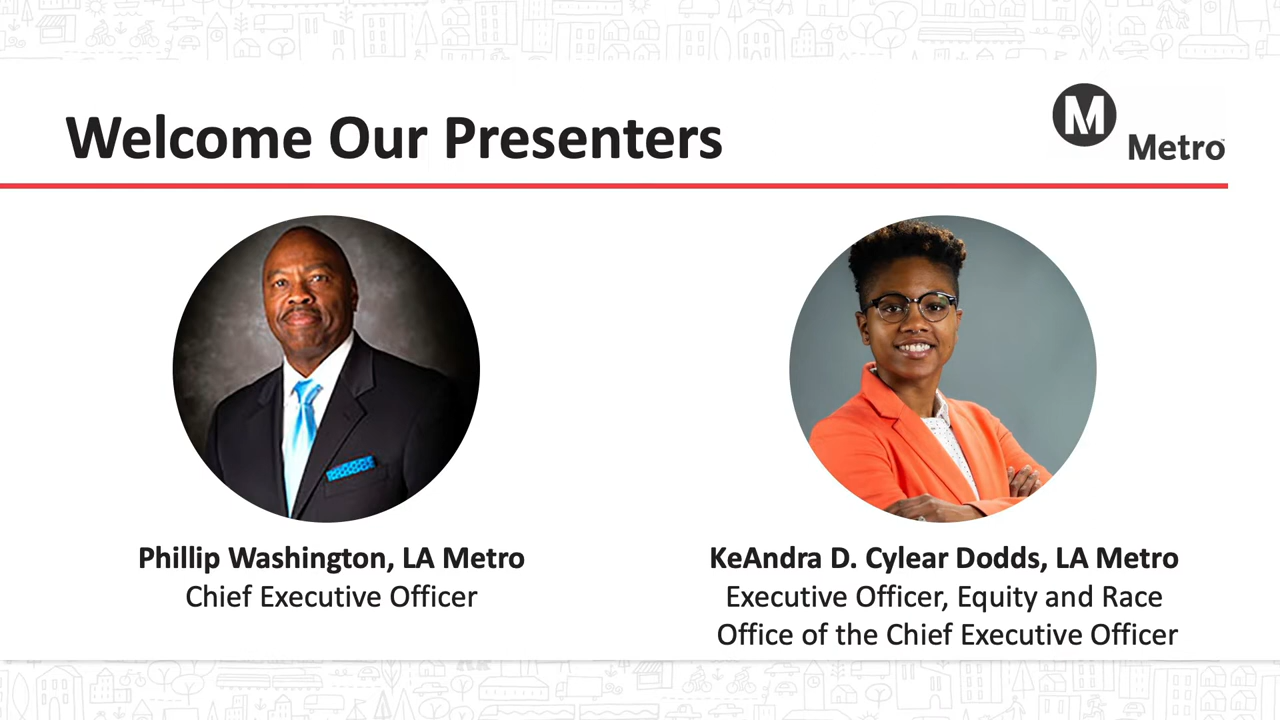 Welcome Our Presenters
M
Metro
Phillip Washington, LA Metro
Chief Executive Officer
KeAndra D. Cylear Dodds, LA Metro
Executive Officer, Equity and Race
Office of the Chief Executive Officer